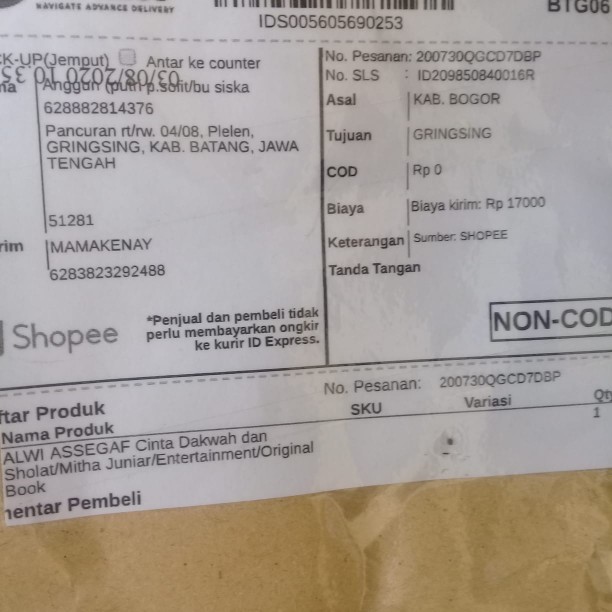 NAVIGATE ADVANCE DELIVERY
BTG06
IDS005605690253
CK-UP(Jemput) Antar ke counter
03/08/2020 10.35
Anggun (putri p.solit/bu siska
628882814376
Pancuran rt/rw. 04/08, Plelen,
GRINGSING, KAB. BATANG, JAWA
TENGAH
51281
rim MAMAKENAY
6283823292488
No. Pesanan: 200730QGCD7DBP
No. SLS : ID209850840016R
Asal KAB. BOGOR
Tujuan GRINGSING
COD Rp 0
Biaya Biaya kirim: Rp 17000
Keterangan Sumber: SHOPEE
Tanda Tangan
Shopee
*Penjual dan pembeli tidak
perlu membayarkan ongkir
ke kurir ID Express.
NON-COD
No. Pesanan: 200730QGCD7DBP
ftar Produk
Nama Produk SKU Variasi Qty
ALWI ASSEGAF Cinta Dakwah dan 1
Sholat/Mitha Juniar/Entertainment/Original
Book
nentar Pembeli